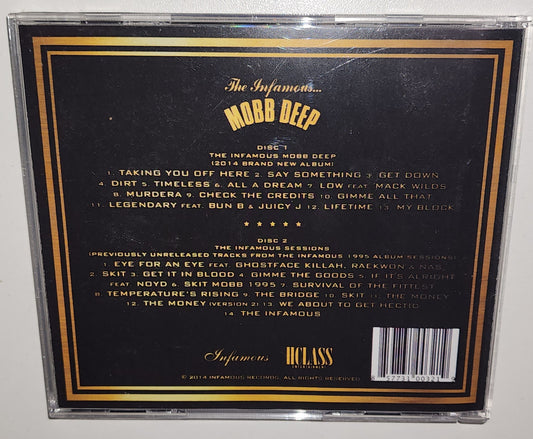 The Infamous...
MOBB DEEP
DISC 1
THE INFAMOUS MOBB DEEP
(2014 BRAND NEW ALBUM)
1. TAKING YOU OFF HERE 2. SAY SOMETHING 3. GET DOWN
4. DIRT 5. TIMELESS 6. ALL A DREAM 7. LOW FEAT. MACK WILDS
8. MURDERA 9. CHECK THE CREDITS 10. GIMME ALL THAT
11. LEGENDARY FEAT. BUN B & JUICY J 12. LIFETIME 13. MY BLOCK
DISC 2
THE INFAMOUS SESSIONS
(PREVIOUSLY UNRELEASED TRACKS FROM THE INFAMOUS 1995 ALBUM SESSIONS)
1. EYE FOR AN EYE FEAT. GHOSTFACE KILLAH, RAEKWON & NAS
2. SKIT 3. GET IT IN BLOOD 4. GIMME THE GOODS 5. IF IT'S ALRIGHT
FEAT. NOYD 6. SKIT MOBB 1995 7. SURVIVAL OF THE FITTEST
8. TEMPERATURE'S RISING 9. THE BRIDGE 10. SKIT 11. THE MONEY
12. THE MONEY (VERSION 2) 13. WE ABOUT TO GET HECTIC
14. THE INFAMOUS
Infamous HCLASS
ENTERTAINMENT
© 2014 INFAMOUS RECORDS. ALL RIGHTS RESERVED.